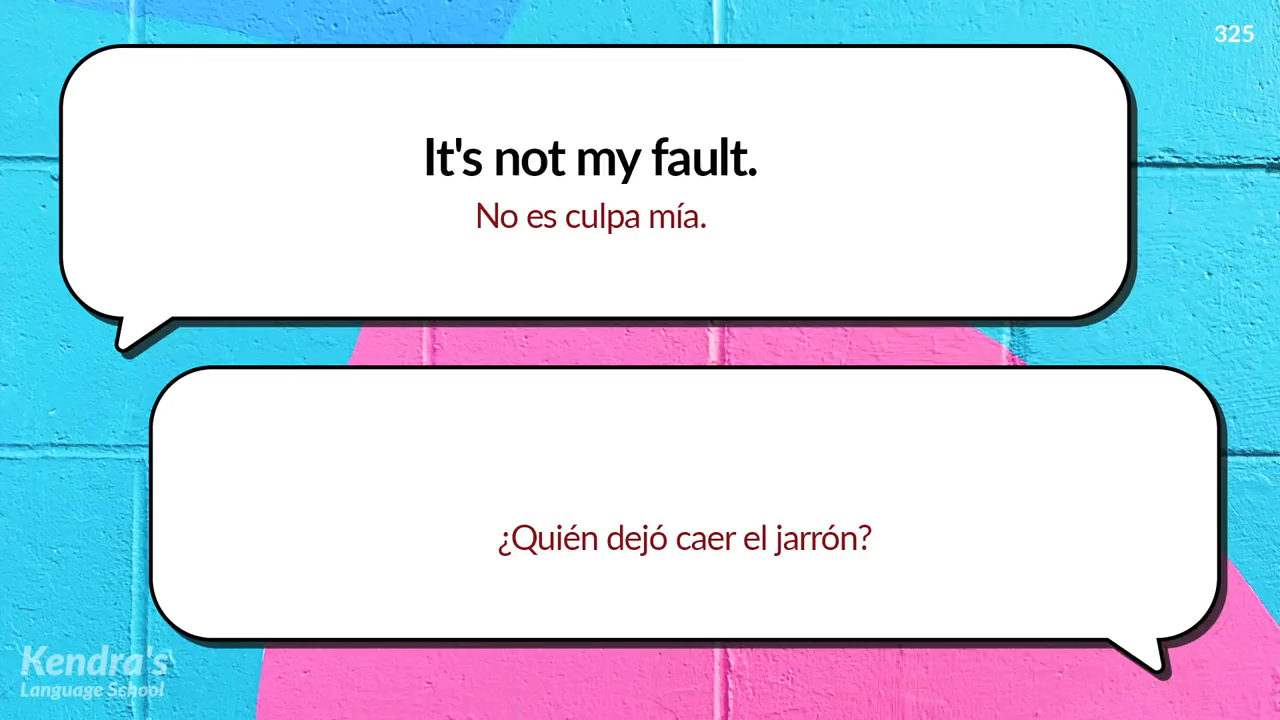 325
It's not my fault.
No es culpa mía.
¿Quién dejó caer el jarrón?
Kendra's
Language School